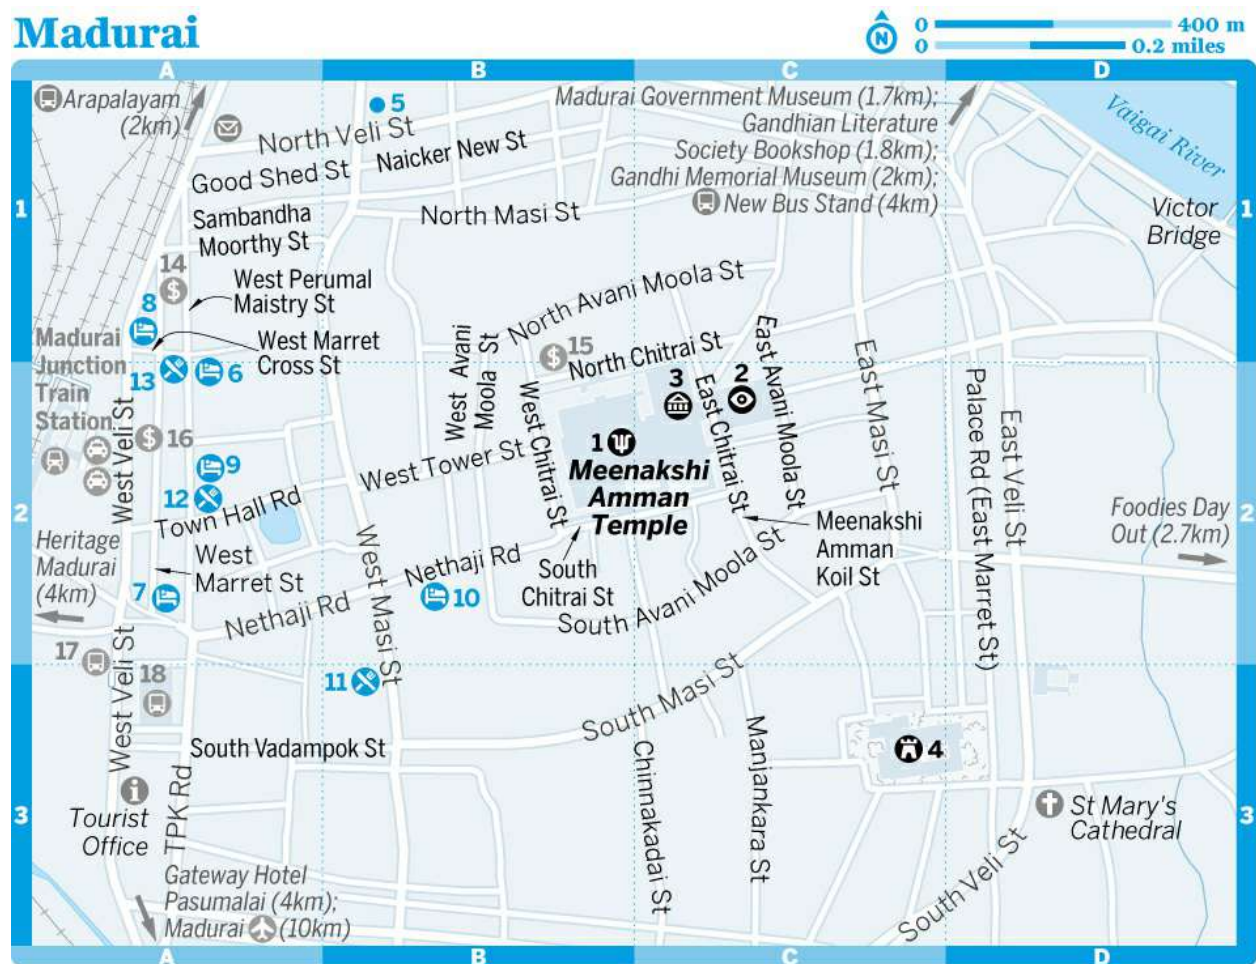 Madurai
N
0 400 m
0 0.2 miles
A
B
C
D
1
1
2
2
3
3
A
B
C
D
Arapalayam
(2km)
5
North Veli St
Good Shed St
Naicker New St
Madurai Government Museum (1.7km);
Gandhian Literature
Society Bookshop (1.8km);
Gandhi Memorial Museum (2km);
New Bus Stand (4km)
Vaigai River
Victor
Bridge
Sambandha
Moorthy St
North Masi St
14
$
West Perumal
Maistry St
8
West Marret
Cross St
North Avani Moola St
Madurai
Junction
Train
Station
13
6
West Avani
Moola St
$
15
North Chitrai St
West Chitrai St
3
2
East Chitrai St
East Avani Moola St
East Masi St
Palace Rd (East Marret St)
East Veli St
West Veli St
$
16
9
12
Town Hall Rd
West Tower St
1
Meenakshi
Amman
Temple
Meenakshi
Amman
Koil St
Foodies Day
Out (2.7km)
Heritage
Madurai
(4km)
West
Marret St
7
Nethaji Rd
Nethaji Rd
10
South
Chitrai St
South Avani Moola St
West Masi St
17
18
West Veli St
11
South Masi St
South Vadampok St
TPK Rd
i
Tourist
Office
Chinnakadai St
Manjankara St
4
St Mary's
Cathedral
South Veli St
Gateway Hotel
Pasumalai (4km);
Madurai (10km)